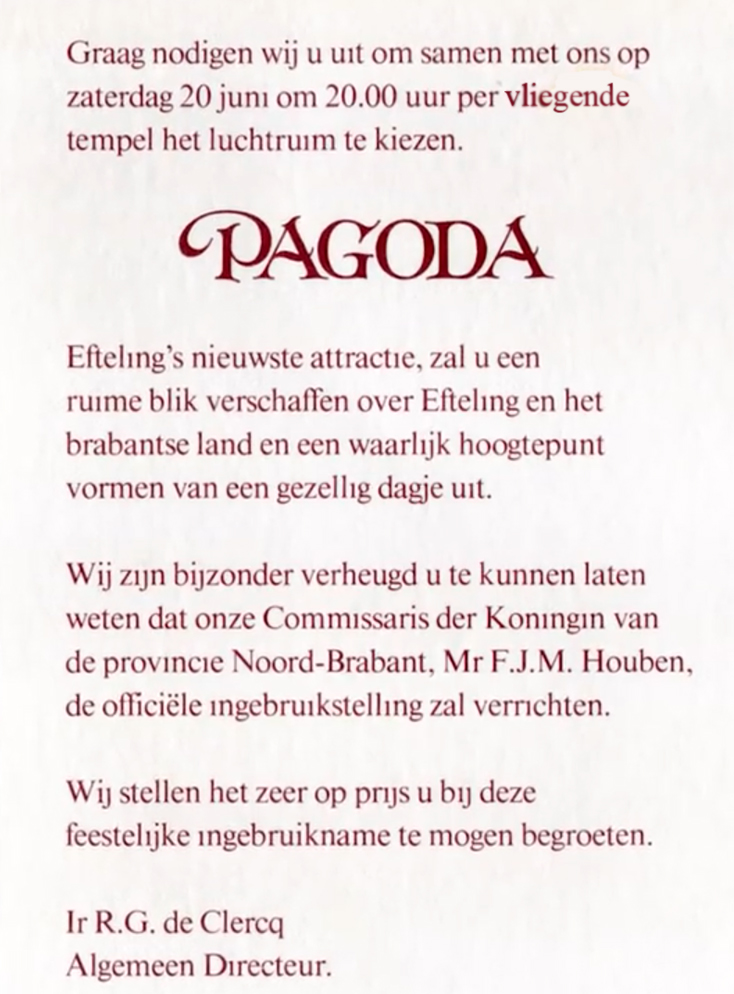 Graag nodigen wij u uit om samen met ons op
zaterdag 20 juni om 20.00 uur per vliegende
tempel het luchtruim te kiezen.
PAGODA
Efteling's nieuwste attractie, zal u een
ruime blik verschaffen over Efteling en het
brabantse land en een waarlijk hoogtepunt
vormen van een gezellig dagje uit.
Wij zijn bijzonder verheugd u te kunnen laten
weten dat onze Commissaris der Koningin van
de provincie Noord-Brabant, Mr F.J.M. Houben,
de officiële ingebruikstelling zal verrichten.
Wij stellen het zeer op prijs u bij deze
feestelijke ingebruikname te mogen begroeten.
Ir R.G. de Clercq
Algemeen Directeur.